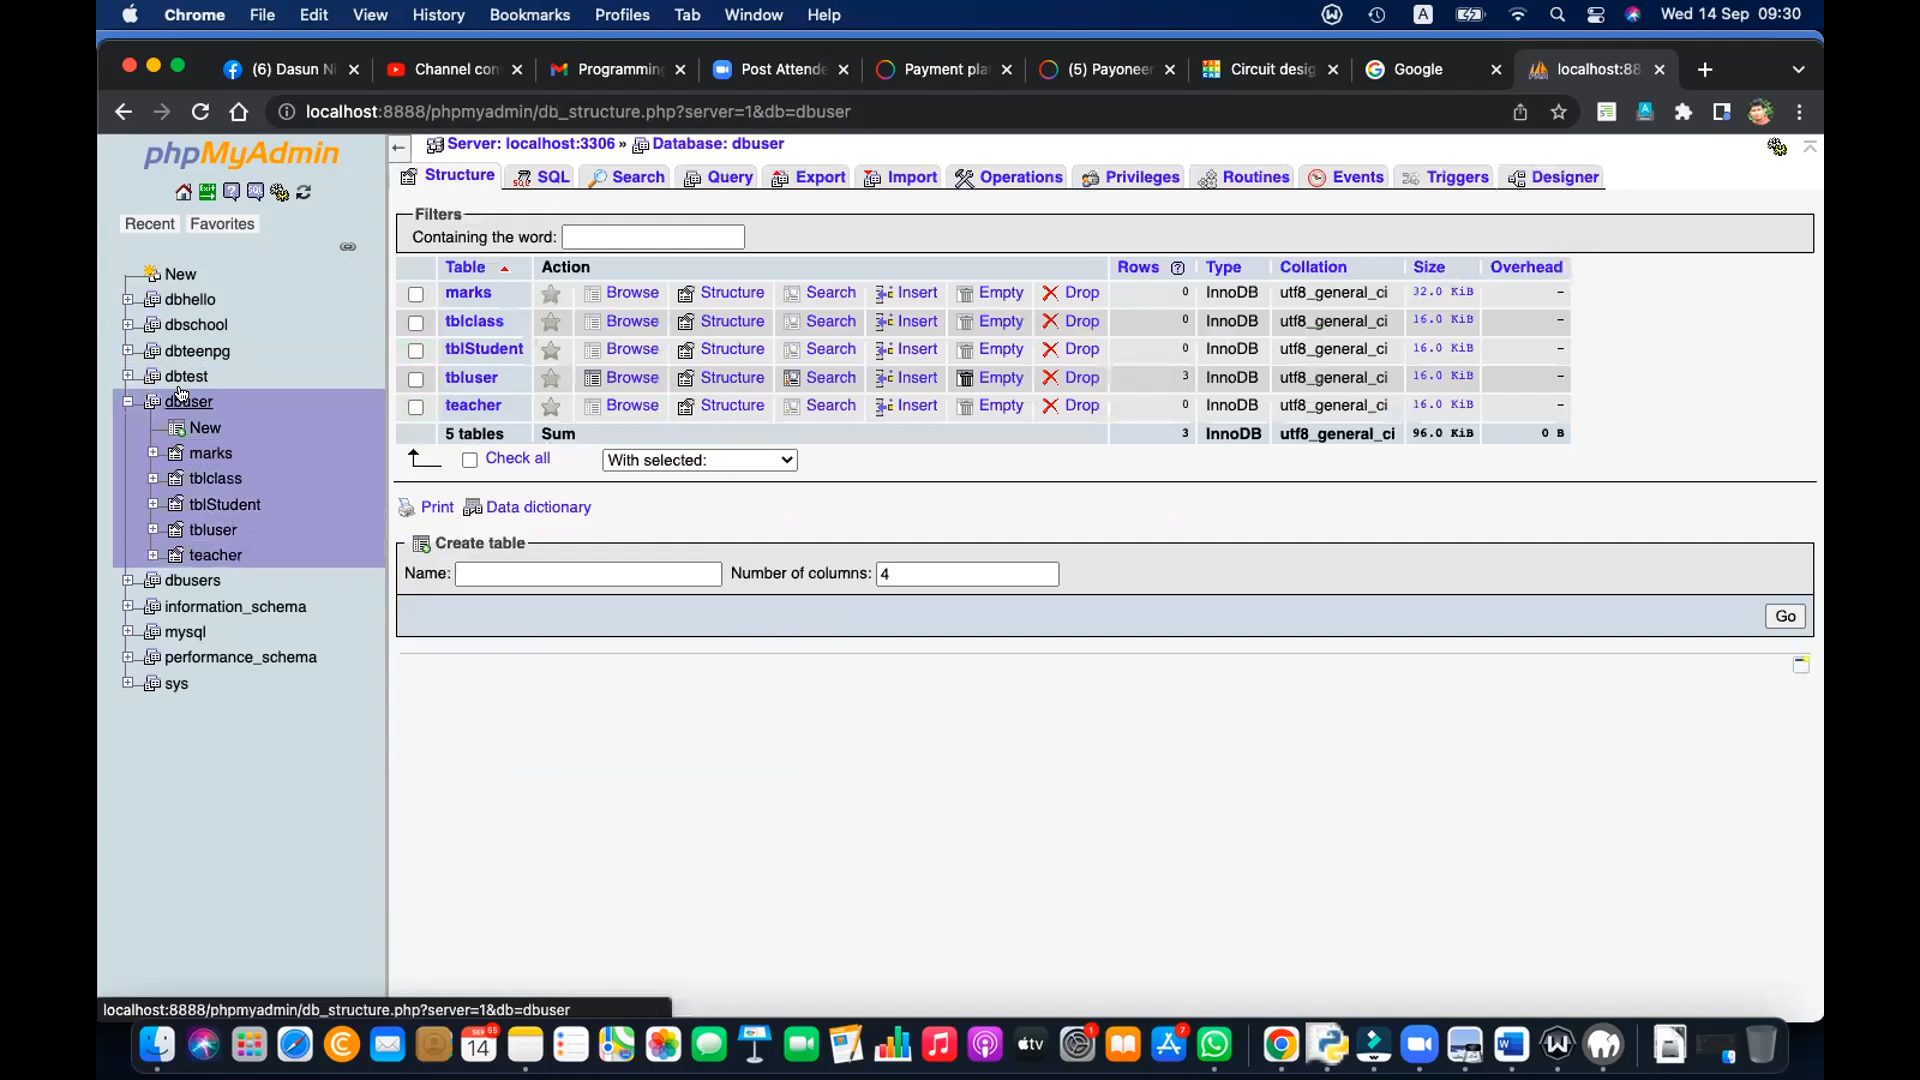 Chrome File Edit View History Bookmarks Profiles Tab Window Help A Wed 14 Sep 09:30
(6) Dasun Ni Channel con Programming Post Attende Payment pla (5) Payoneer Circuit desig Google localhost:88
localhost:8888/phpmyadmin/db_structure.php?server=1&db=dbuser
phpMyAdmin
Recent Favorites
New
dbhello
dbschool
dbteenpg
dbtest
dbuser
New
marks
tblclass
tblStudent
tbluser
teacher
dbusers
information_schema
mysql
performance_schema
sys
Server: localhost:3306 » Database: dbuser
Structure SQL Search Query Export Import Operations Privileges Routines Events Triggers Designer
Filters
Containing the word:
Table Action Rows Type Collation Size Overhead
marks Browse Structure Search Insert Empty Drop 0 InnoDB utf8_general_ci 32.0 KiB -
tblclass Browse Structure Search Insert Empty Drop 0 InnoDB utf8_general_ci 16.0 KiB -
tblStudent Browse Structure Search Insert Empty Drop 0 InnoDB utf8_general_ci 16.0 KiB -
tbluser Browse Structure Search Insert Empty Drop 3 InnoDB utf8_general_ci 16.0 KiB -
teacher Browse Structure Search Insert Empty Drop 0 InnoDB utf8_general_ci 16.0 KiB -
5 tables Sum 3 InnoDB utf8_general_ci 96.0 KiB 0 B
Check all With selected:
Print Data dictionary
Create table
Name: Number of columns: 4
Go
localhost:8888/phpmyadmin/db_structure.php?server=1&db=dbuser
SEP 65 14 tv 1 7 W